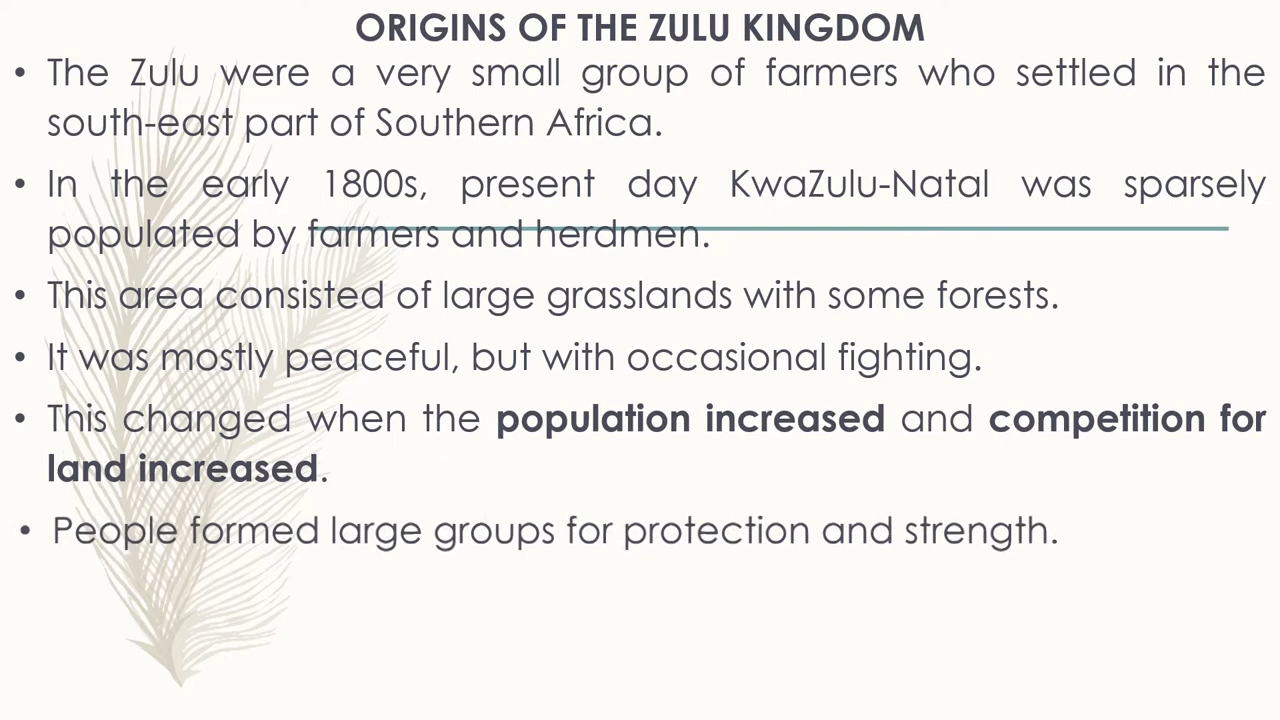 ORIGINS OF THE ZULU KINGDOM
• The Zulu were a very small group of farmers who settled in the
south-east part of Southern Africa.
• In the early 1800s, present day KwaZulu-Natal was sparsely
populated by farmers and herdmen.
• This area consisted of large grasslands with some forests.
• It was mostly peaceful, but with occasional fighting.
• This changed when the population increased and competition for
land increased.
• People formed large groups for protection and strength.